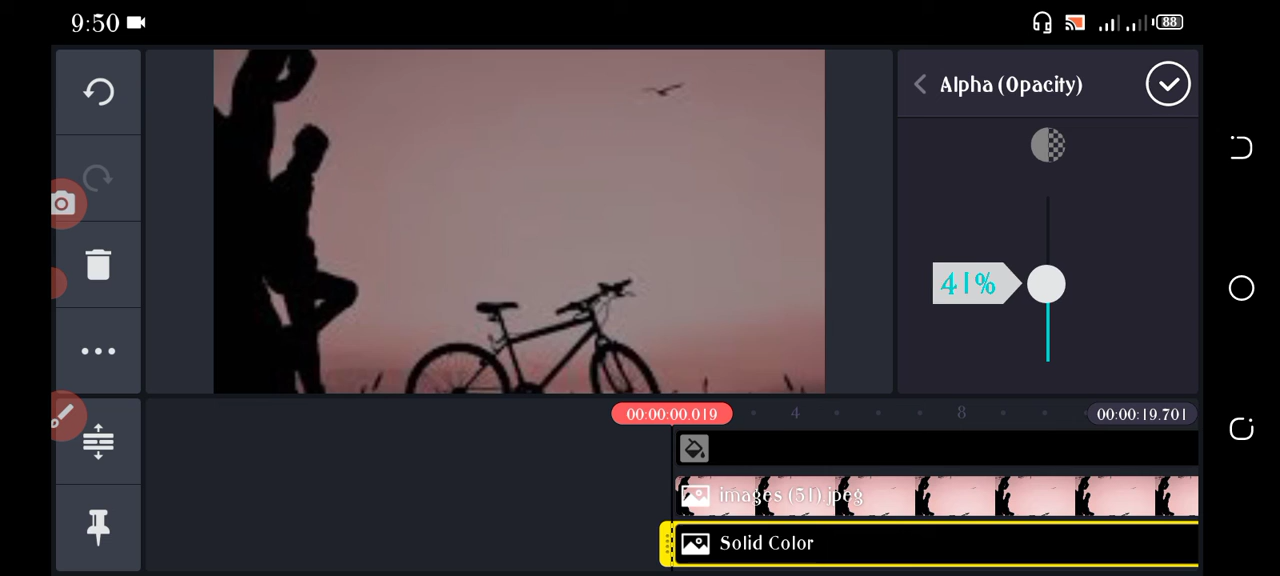 9:50
88
Alpha (Opacity)
41%
00:00:00.019
4
8
00:00:19.701
images (51).jpeg
Solid Color